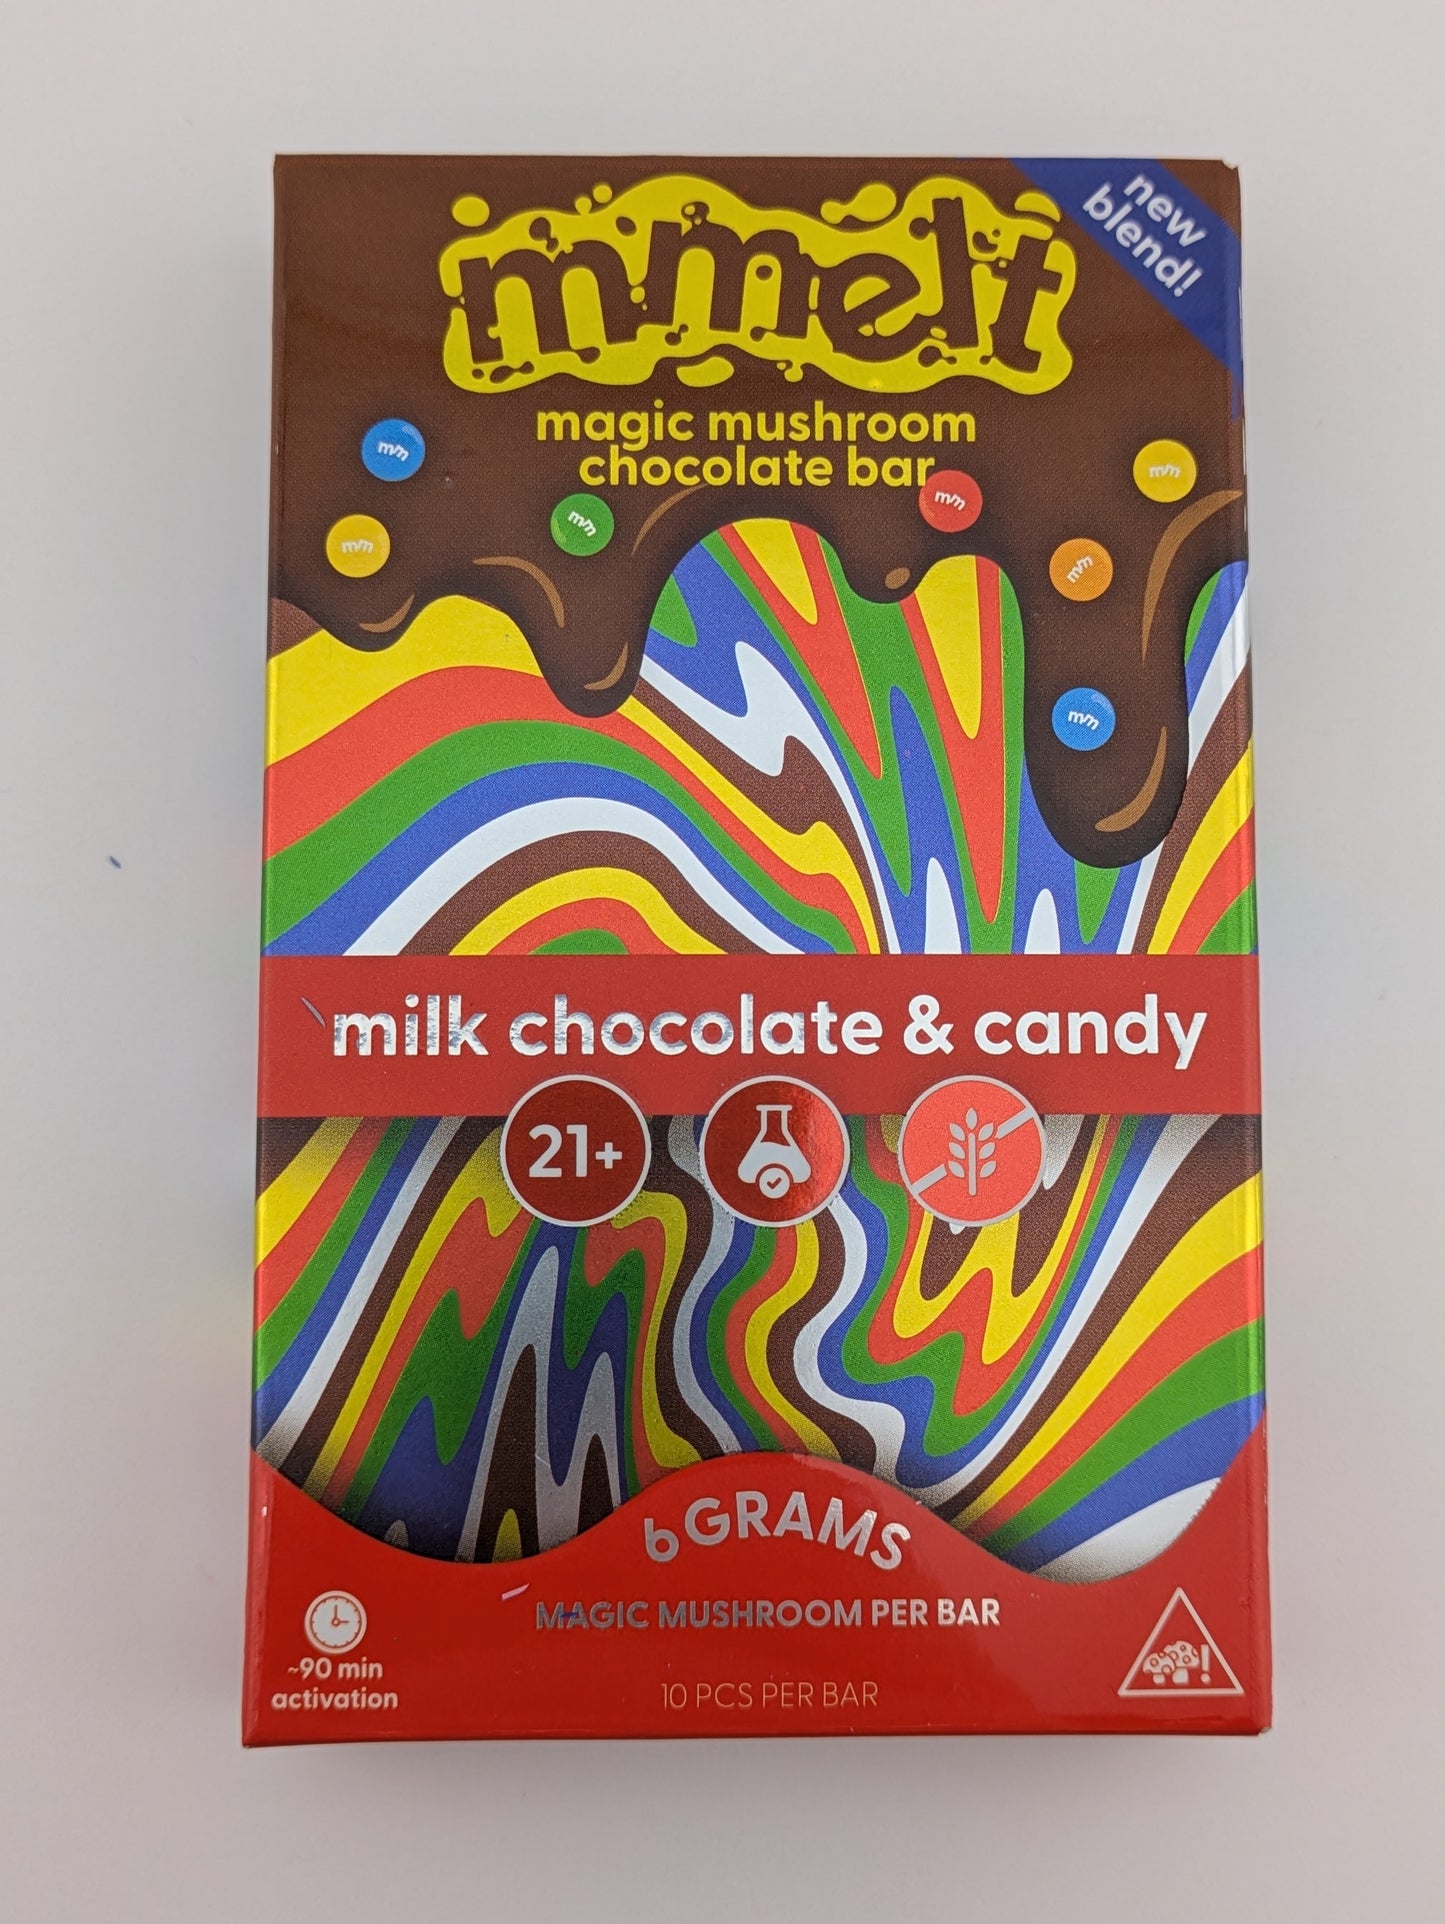 mmelt
new
blend!
magic mushroom
chocolate bar
m/m
m/m
m/m
m/m
m/m
m/m
m/m
milk chocolate & candy
21+
6 GRAMS
MAGIC MUSHROOM PER BAR
~90 min
activation
10 PCS PER BAR
!